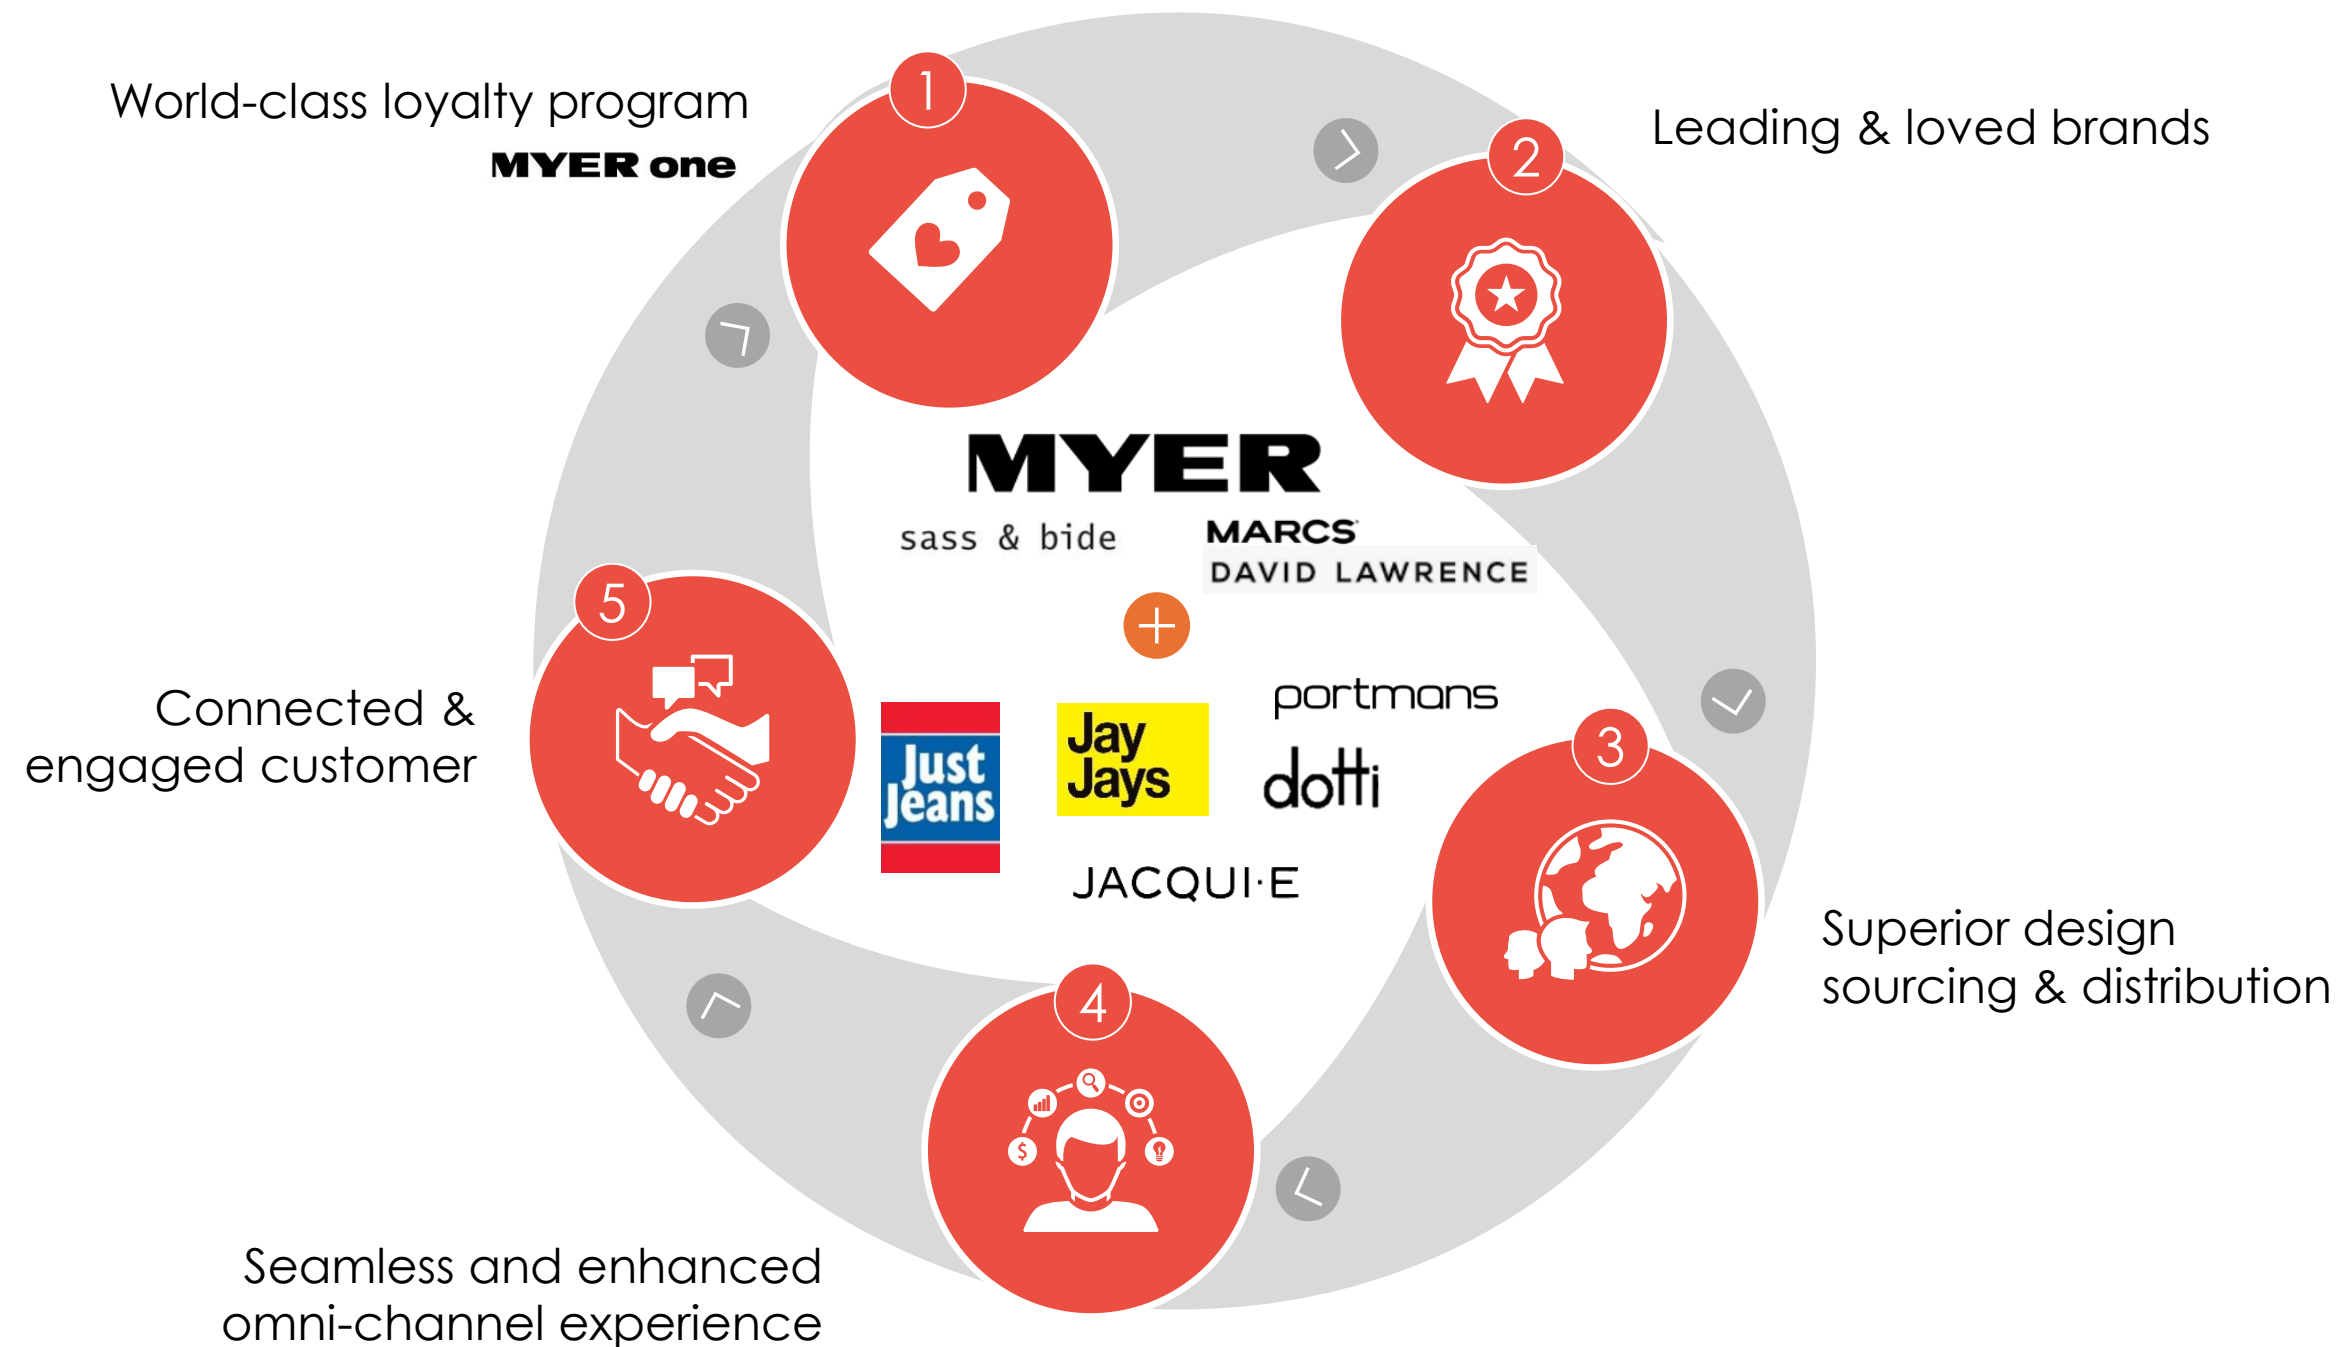 1
World-class loyalty program
MYER one
2
Leading & loved brands
MYER
sass & bide
MARCS
DAVID LAWRENCE
+
Just
Jeans
Jay
Jays
portmans
dotti
JACQUI·E
3
Superior design
sourcing & distribution
4
$
Seamless and enhanced
omni-channel experience
5
Connected &
engaged customer